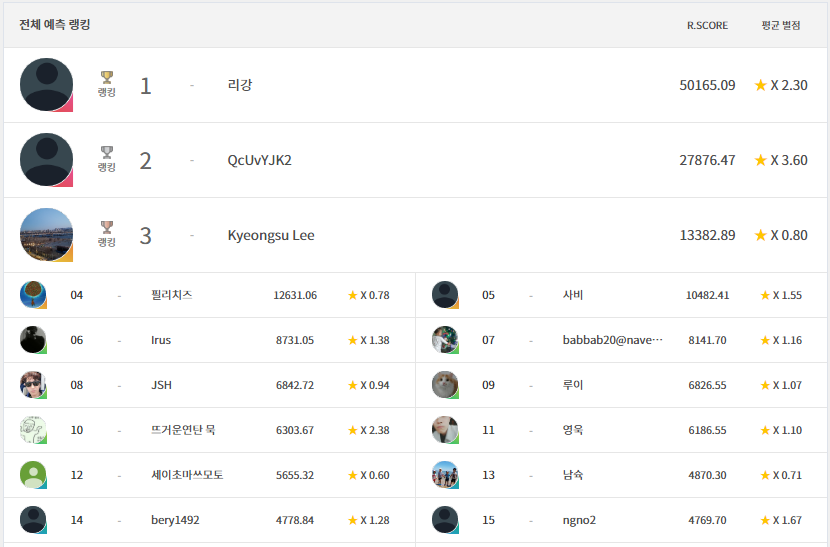 전체 예측 랭킹 R.SCORE 평균 별점
랭킹 1 - 리강 50165.09 ★ X 2.30
랭킹 2 - QcUvYJK2 27876.47 ★ X 3.60
랭킹 3 - Kyeongsu Lee 13382.89 ★ X 0.80
04 - 필리치즈 12631.06 ★ X 0.78
05 - 사비 10482.41 ★ X 1.55
06 - Irus 8731.05 ★ X 1.38
07 - babbab20@nave··· 8141.70 ★ X 1.16
08 - JSH 6842.72 ★ X 0.94
09 - 루이 6826.55 ★ X 1.07
10 - 뜨거운연탄 묵 6303.67 ★ X 2.38
11 - 영욱 6186.55 ★ X 1.10
12 - 세이초마쓰모토 5655.32 ★ X 0.60
13 - 남슉 4870.30 ★ X 0.71
14 - bery1492 4778.84 ★ X 1.28
15 - ngno2 4769.70 ★ X 1.67